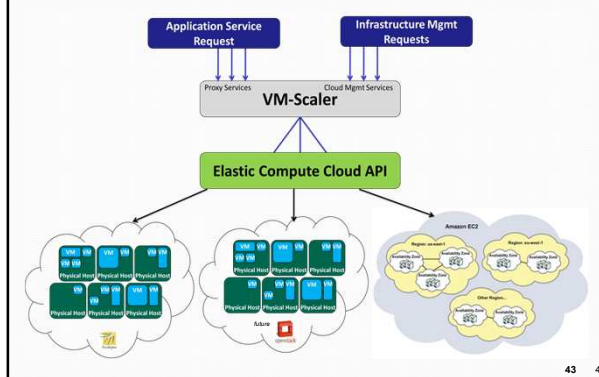 Application Service
Request
Infrastructure Mgmt
Requests
Proxy Services
Cloud Mgmt Services
VM-Scaler
Elastic Compute Cloud API
VM VM
VM VM
Physical Host
VM VM
Physical Host
VM VM
Physical Host
VM
Physical Host
VM VM
Physical Host
VM VM
Physical Host
VM VM
VM VM
Physical Host
VM
Physical Host
VM
Physical Host
VM
Physical Host
VM VM
Physical Host
VM VM
Physical Host
future
openstack
Amazon EC2
Region: us-east-1
Availability Zone
Availability Zone
Availability Zone
Availability Zone
Availability Zone
Other Region...
Availability Zone
Availability Zone
43 4